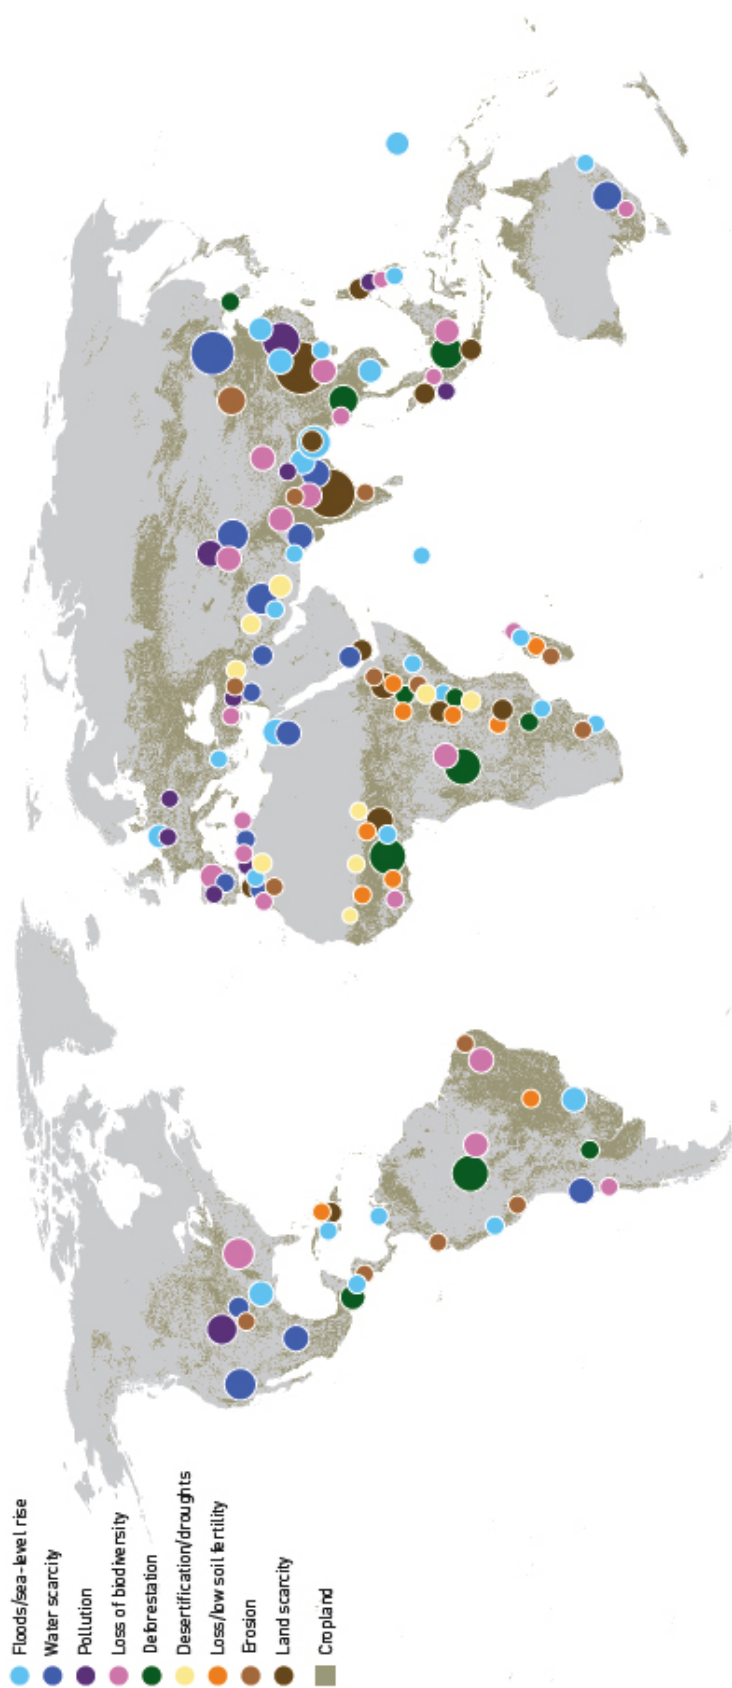 Floods/sea-level rise
Water scarcity
Pollution
Loss of biodiversity
Deforestation
Desertification/droughts
Loss/low soil fertility
Erosion
Land scarcity
Cropland